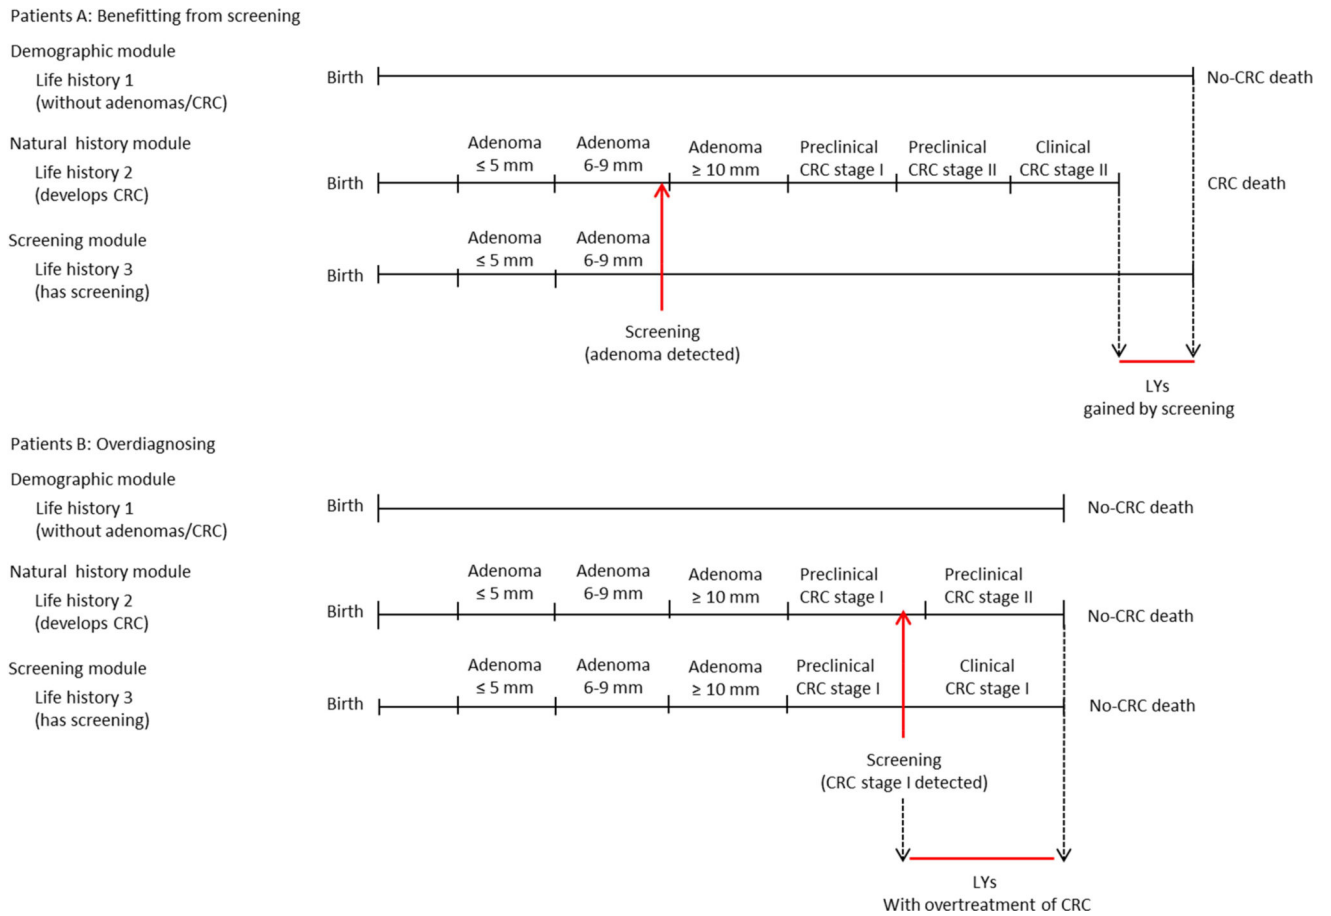 Patients A: Benefitting from screening
Demographic module
Life history 1
(without adenomas/CRC)
Birth
No-CRC death
Natural history module
Life history 2
(develops CRC)
Birth
Adenoma
≤ 5 mm
Adenoma
6-9 mm
Adenoma
≥ 10 mm
Preclinical
CRC stage I
Preclinical
CRC stage II
Clinical
CRC stage II
CRC death
Screening module
Life history 3
(has screening)
Birth
Adenoma
≤ 5 mm
Adenoma
6-9 mm
Screening
(adenoma detected)
LYs
gained by screening
Patients B: Overdiagnosing
Demographic module
Life history 1
(without adenomas/CRC)
Birth
No-CRC death
Natural history module
Life history 2
(develops CRC)
Birth
Adenoma
≤ 5 mm
Adenoma
6-9 mm
Adenoma
≥ 10 mm
Preclinical
CRC stage I
Preclinical
CRC stage II
No-CRC death
Screening module
Life history 3
(has screening)
Birth
Adenoma
≤ 5 mm
Adenoma
6-9 mm
Adenoma
≥ 10 mm
Preclinical
CRC stage I
Clinical
CRC stage I
No-CRC death
Screening
(CRC stage I detected)
LYs
With overtreatment of CRC